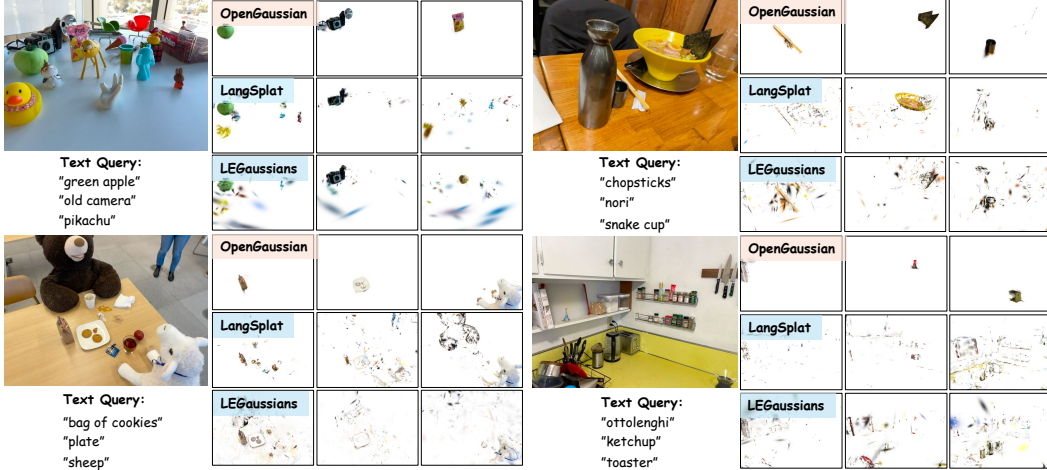 OpenGaussian
LangSplat
LEGaussians
Text Query:
"green apple"
"old camera"
"pikachu"
OpenGaussian
LangSplat
LEGaussians
Text Query:
"chopsticks"
"nori"
"snake cup"
OpenGaussian
LangSplat
LEGaussians
Text Query:
"bag of cookies"
"plate"
"sheep"
OpenGaussian
LangSplat
LEGaussians
Text Query:
"ottolenghi"
"ketchup"
"toaster"